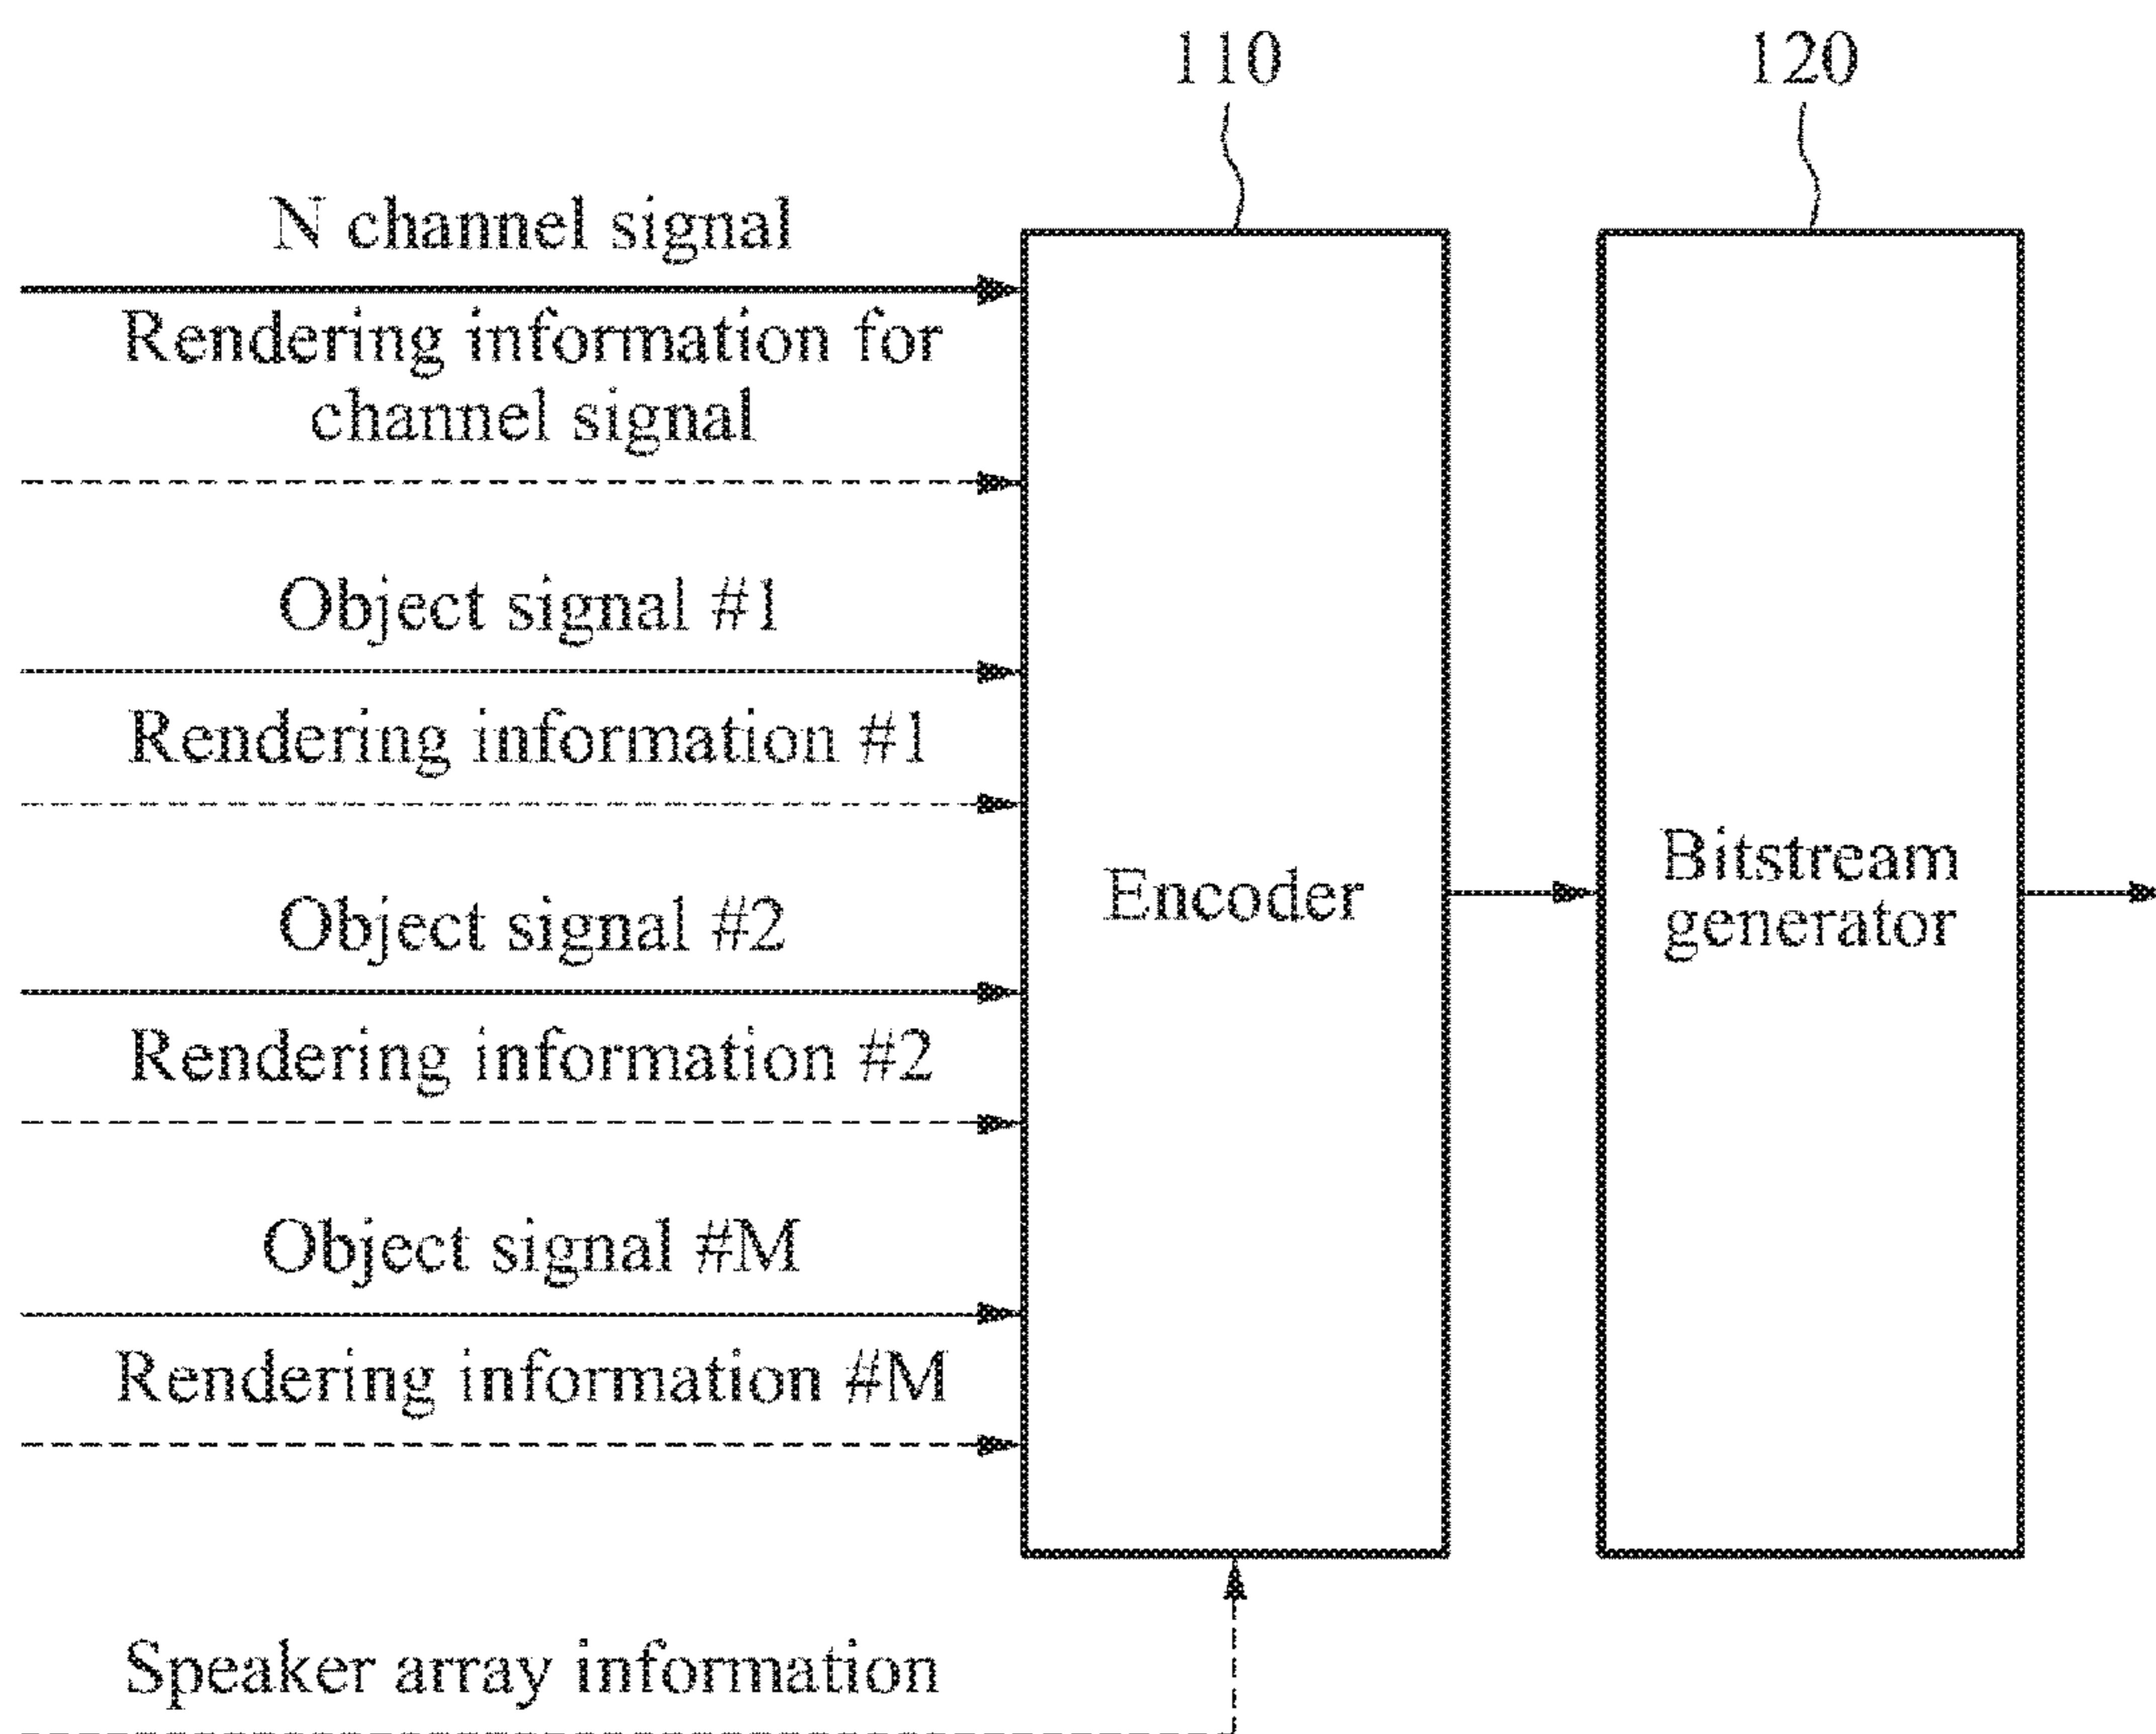 110
120
N channel signal
Rendering information for
channel signal
Object signal #1
Rendering information #1
Object signal #2
Rendering information #2
Object signal #M
Rendering information #M
Encoder
Bitstream
generator
Speaker array information